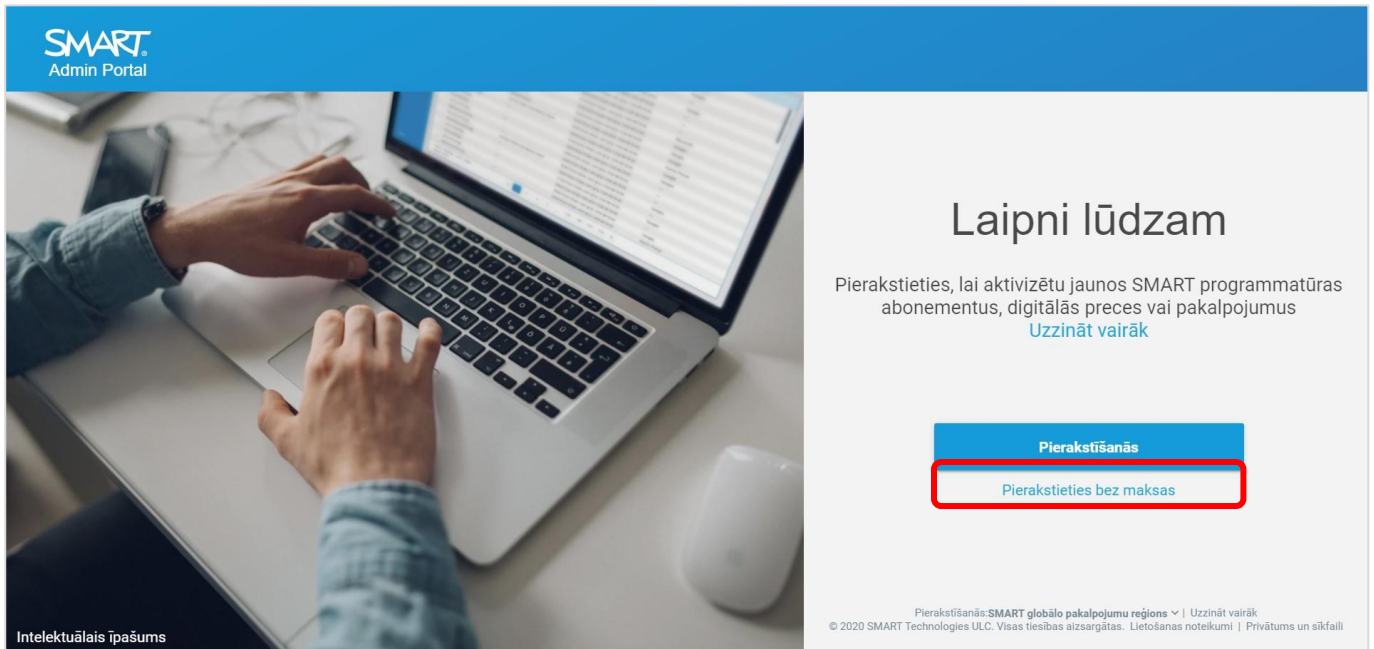 SMART
Admin Portal
Laipni lūdzam
Pierakstieties, lai aktivizētu jaunos SMART programmatūras
abonementus, digitālās preces vai pakalpojumus
Uzzināt vairāk
Pierakstīšanās
Pierakstieties bez maksas
Pierakstīšanās:SMART globālo pakalpojumu reģions | Uzzināt vairāk
© 2020 SMART Technologies ULC. Visas tiesības aizsargātas. Lietošanas noteikumi | Privātums un sīkfaili
Intelektuālais īpašums